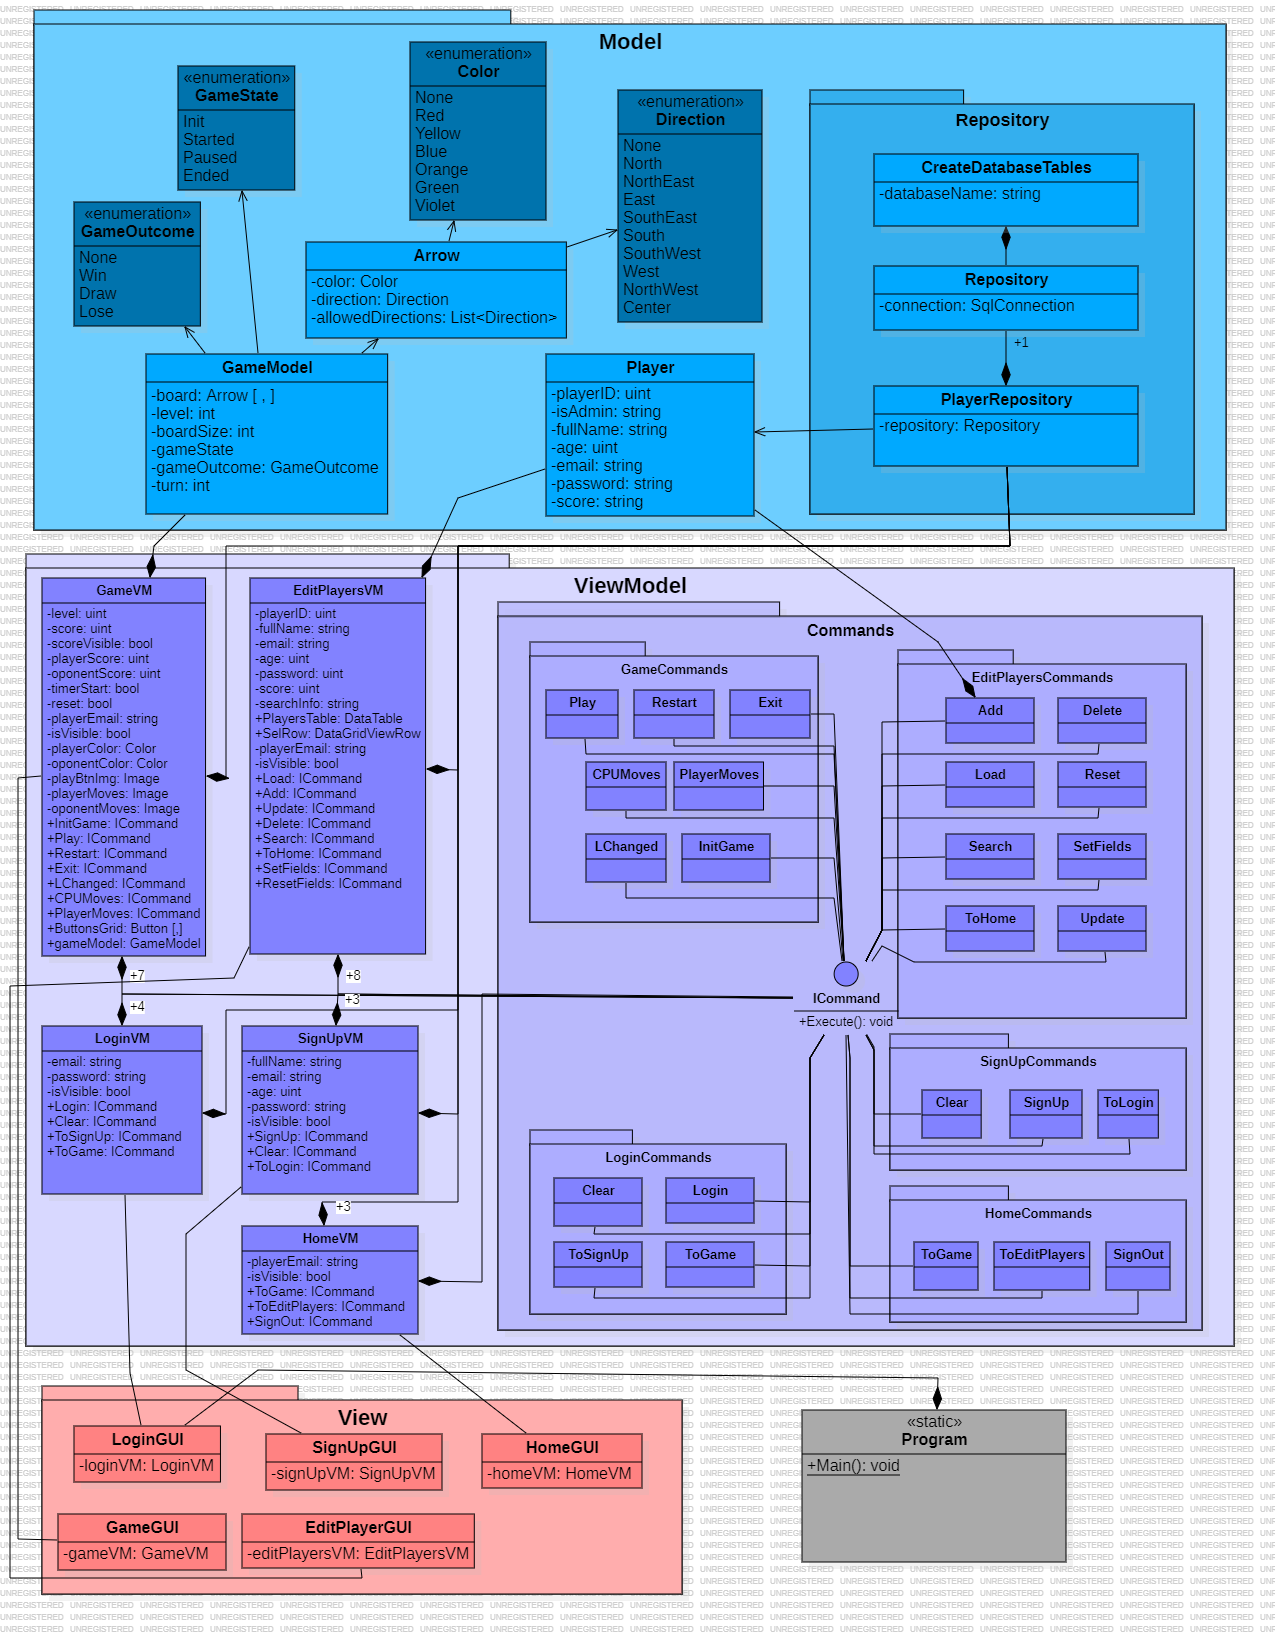 Model
«enumeration»
GameState
Init
Started
Paused
Ended
«enumeration»
Color
None
Red
Yellow
Blue
Orange
Green
Violet
«enumeration»
Direction
None
North
NorthEast
East
SouthEast
South
SouthWest
West
NorthWest
Center
«enumeration»
GameOutcome
None
Win
Draw
Lose
Arrow
-color: Color
-direction: Direction
-allowedDirections: List<Direction>
Repository
CreateDatabaseTables
-databaseName: string
Repository
-connection: SqlConnection
+1
PlayerRepository
-repository: Repository
GameModel
-board: Arrow [ , ]
-level: int
-boardSize: int
-gameState
-gameOutcome: GameOutcome
-turn: int
Player
-playerID: uint
-isAdmin: string
-fullName: string
-age: uint
-email: string
-password: string
-score: string
ViewModel
GameVM
-level: uint
-score: uint
-scoreVisible: bool
-playerScore: uint
-oponentScore: uint
-timerStart: bool
-reset: bool
-playerEmail: string
-isVisible: bool
-playerColor: Color
-oponentColor: Color
-playBtnImg: Image
-playerMoves: Image
-oponentMoves: Image
+InitGame: ICommand
+Play: ICommand
+Restart: ICommand
+Exit: ICommand
+LChanged: ICommand
+CPUMoves: ICommand
+PlayerMoves: ICommand
+ButtonsGrid: Button [,]
+gameModel: GameModel
EditPlayersVM
-playerID: uint
-fullName: string
-email: string
-age: uint
-password: uint
-score: uint
-searchInfo: string
+PlayersTable: DataTable
+SelRow: DataGridViewRow
-playerEmail: string
-isVisible: bool
+Load: ICommand
+Add: ICommand
+Update: ICommand
+Delete: ICommand
+Search: ICommand
+ToHome: ICommand
+SetFields: ICommand
+ResetFields: ICommand
+7
+8
+4
+3
LoginVM
-email: string
-password: string
-isVisible: bool
+Login: ICommand
+Clear: ICommand
+ToSignUp: ICommand
+ToGame: ICommand
SignUpVM
-fullName: string
-email: string
-age: uint
-password: string
-isVisible: bool
+SignUp: ICommand
+Clear: ICommand
+ToLogin: ICommand
+3
HomeVM
-playerEmail: string
-isVisible: bool
+ToGame: ICommand
+ToEditPlayers: ICommand
+SignOut: ICommand
Commands
GameCommands
Play
Restart
Exit
CPUMoves
PlayerMoves
LChanged
InitGame
EditPlayersCommands
Add
Delete
Load
Reset
Search
SetFields
ToHome
Update
ICommand
+Execute(): void
SignUpCommands
Clear
SignUp
ToLogin
LoginCommands
Clear
Login
ToSignUp
ToGame
HomeCommands
ToGame
ToEditPlayers
SignOut
View
LoginGUI
-loginVM: LoginVM
SignUpGUI
-signUpVM: SignUpVM
HomeGUI
-homeVM: HomeVM
GameGUI
-gameVM: GameVM
EditPlayerGUI
-editPlayersVM: EditPlayersVM
«static»
Program
+Main(): void
UNREGISTERED